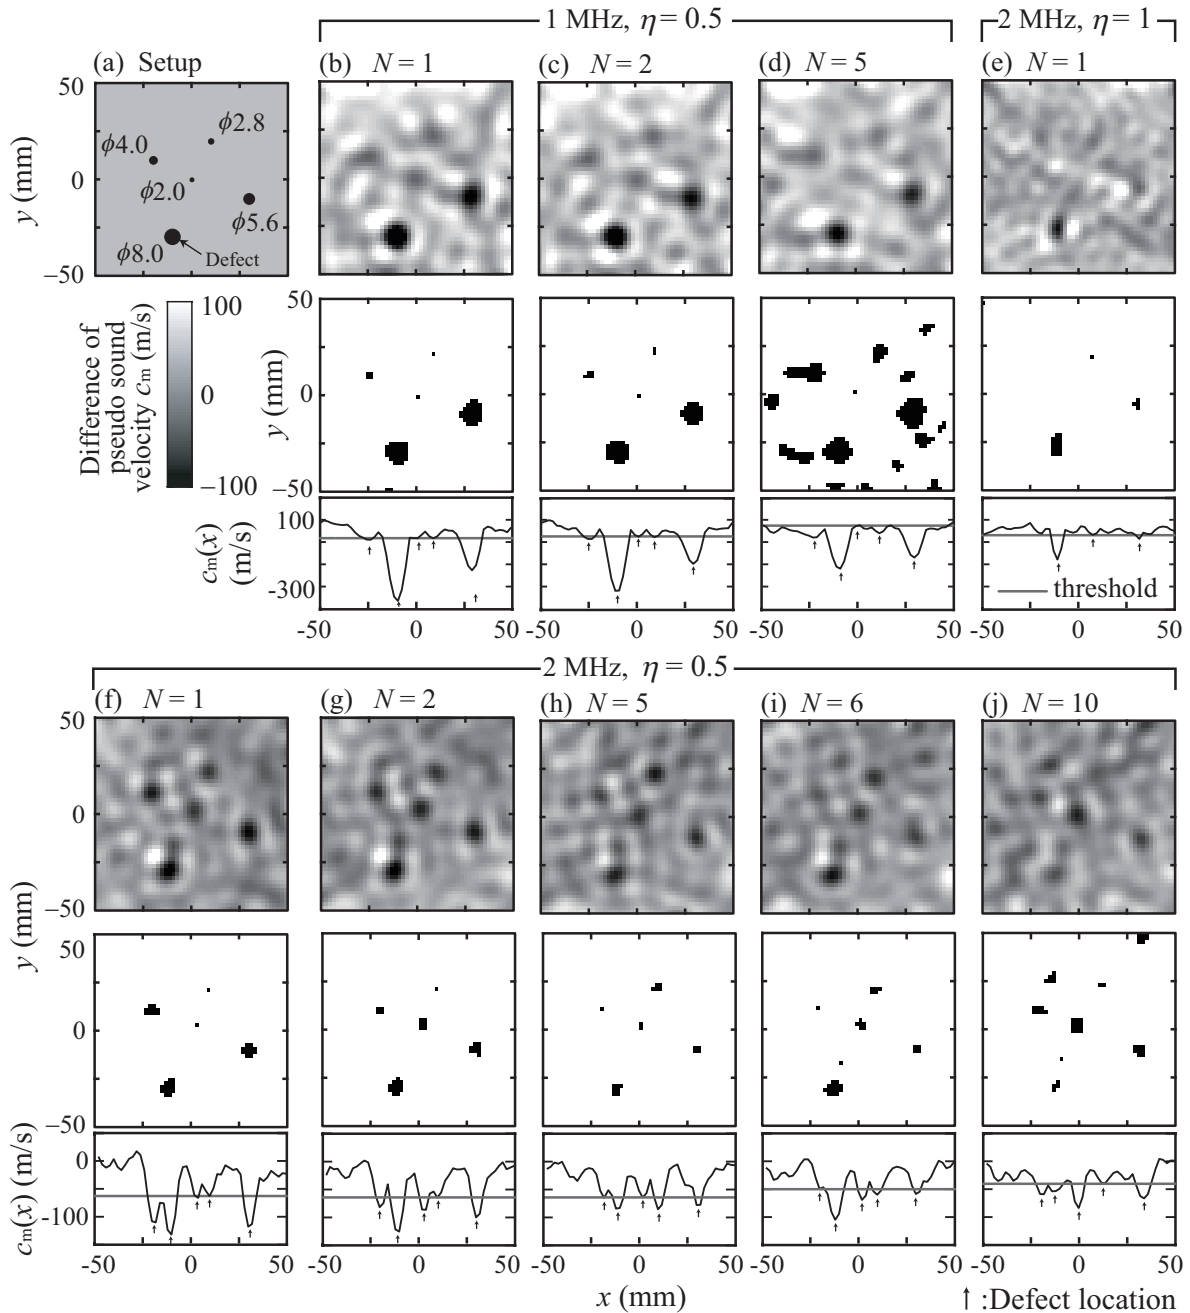 1 MHz, η = 0.5
2 MHz, η = 1
(a) Setup
(b) N = 1
(c) N = 2
(d) N = 5
(e) N = 1
50
0
−50
y (mm)
ϕ2.8
ϕ4.0
ϕ2.0
ϕ5.6
ϕ8.0
Defect
Difference of
pseudo sound
velocity cm (m/s)
100
0
−100
50
0
−50
y (mm)
cm(x)
(m/s)
100
-300
threshold
-50 0 50
-50 0 50
-50 0 50
-50 0 50
2 MHz, η = 0.5
(f) N = 1
(g) N = 2
(h) N = 5
(i) N = 6
(j) N = 10
50
0
−50
y (mm)
50
0
−50
cm(x) (m/s)
0
-100
-50 0 50
-50 0 50
-50 0 50
-50 0 50
-50 0 50
x (mm)
↑ :Defect location